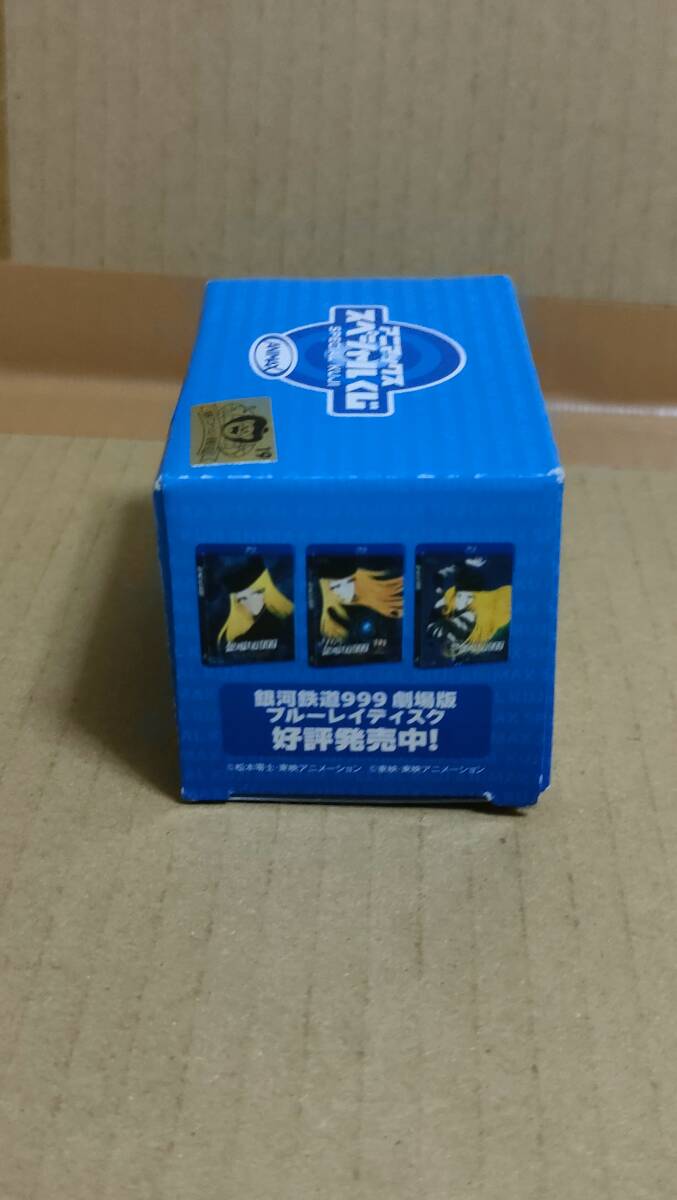 アニマックス
スペシャルくじ
SPECIAL KUJI
ANIMAX
19
銀河鉄道999
銀河鉄道999
銀河鉄道999
銀河鉄道999 劇場版
ブルーレイディスク
好評発売中!
©松本零士・東映アニメーション ©東映・東映アニメーション